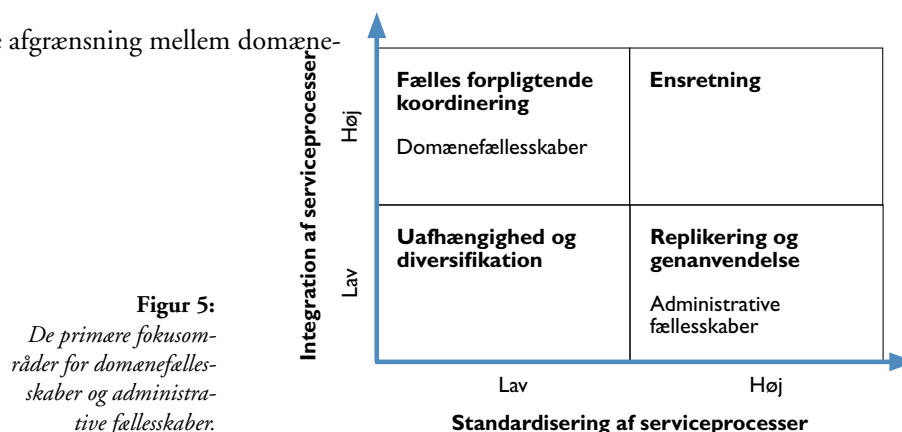 e afgrænsning mellem domæne-
Integration af serviceprocesser
Høj
Lav
Fælles forpligtende
koordinering
Domænefællesskaber
Ensretning
Uafhængighed og
diversifikation
Replikering og
genanvendelse
Administrative
fællesskaber
Lav
Høj
Standardisering af serviceprocesser
Figur 5:
De primære fokusom-
råder for domænefælles-
skaber og administra-
tive fællesskaber.